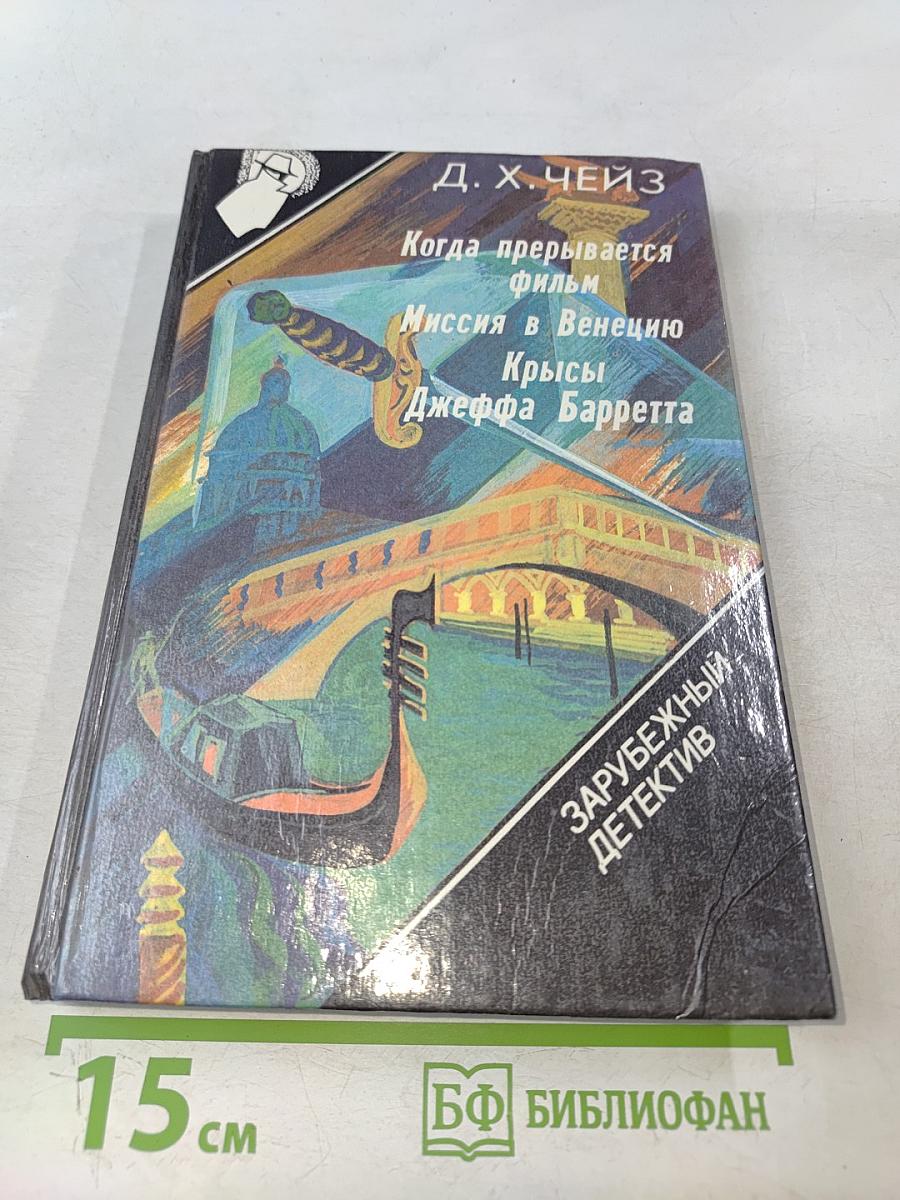 Д. Х. ЧЕЙЗ
Когда прерывается
фильм
Миссия в Венецию
Крысы
Джеффа Барретта
ЗАРУБЕЖНЫЙ
ДЕТЕКТИВ
15 см
БФ БИБЛИОФАН